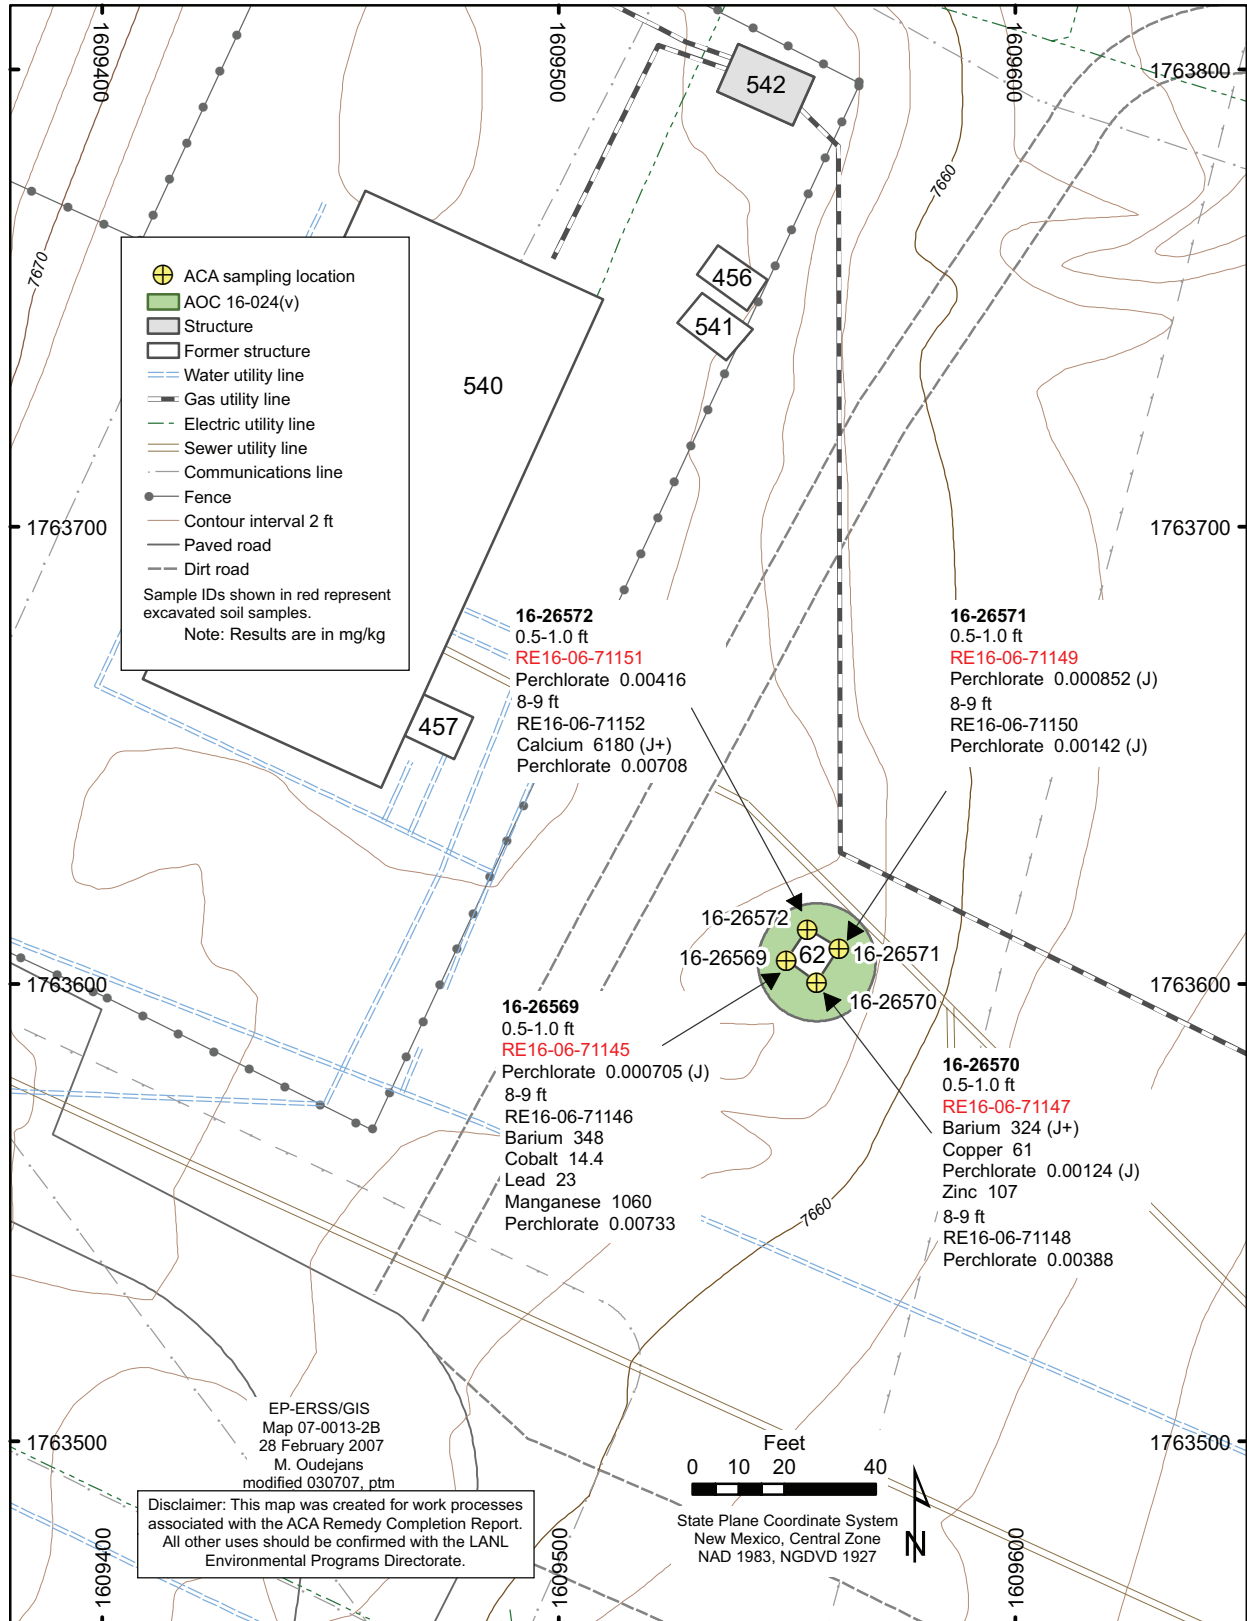 1609400
1609500
1609600
1763800
542
7660
7670
456
541
540
ACA sampling location
AOC 16-024(v)
Structure
Former structure
Water utility line
Gas utility line
Electric utility line
Sewer utility line
Communications line
Fence
Contour interval 2 ft
Paved road
Dirt road
Sample IDs shown in red represent
excavated soil samples.
Note: Results are in mg/kg
1763700
1763700
16-26572
0.5-1.0 ft
RE16-06-71151
Perchlorate 0.00416
8-9 ft
RE16-06-71152
Calcium 6180 (J+)
Perchlorate 0.00708
16-26571
0.5-1.0 ft
RE16-06-71149
Perchlorate 0.000852 (J)
8-9 ft
RE16-06-71150
Perchlorate 0.00142 (J)
457
16-26572
16-26569
62
16-26571
16-26570
1763600
1763600
16-26569
0.5-1.0 ft
RE16-06-71145
Perchlorate 0.000705 (J)
8-9 ft
RE16-06-71146
Barium 348
Cobalt 14.4
Lead 23
Manganese 1060
Perchlorate 0.00733
16-26570
0.5-1.0 ft
RE16-06-71147
Barium 324 (J+)
Copper 61
Perchlorate 0.00124 (J)
Zinc 107
8-9 ft
RE16-06-71148
Perchlorate 0.00388
7660
EP-ERSS/GIS
Map 07-0013-2B
28 February 2007
M. Oudejans
modified 030707, ptm
1763500
1763500
Disclaimer: This map was created for work processes
associated with the ACA Remedy Completion Report.
All other uses should be confirmed with the LANL
Environmental Programs Directorate.
Feet
0 10 20 40
State Plane Coordinate System
New Mexico, Central Zone
NAD 1983, NGDVD 1927
N
1609400
1609500
1609600